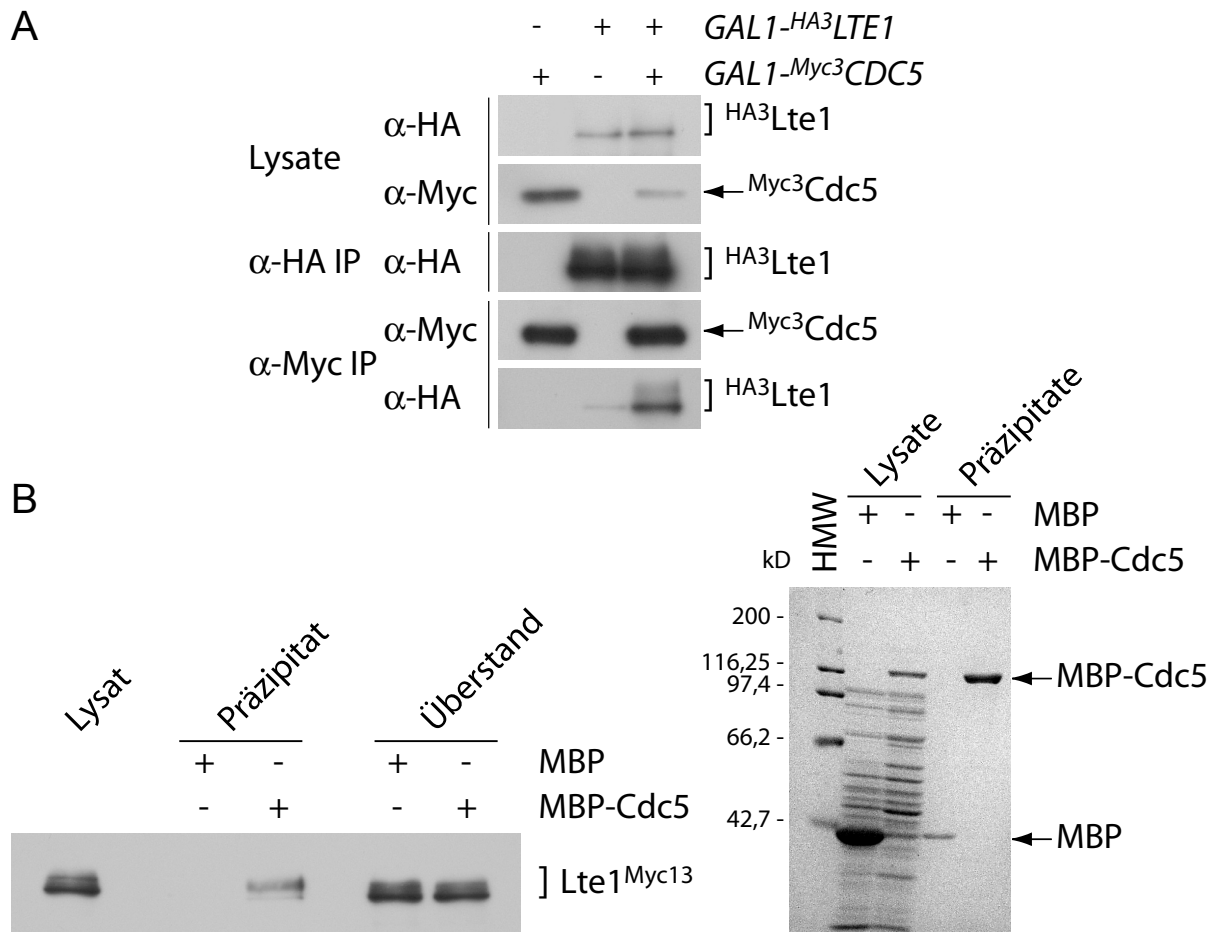 A
- + + GAL1-HA3LTE1
+ - + GAL1-Myc3CDC5
Lysate
α-HA ] HA3Lte1
α-Myc Myc3Cdc5
α-HA IP α-HA ] HA3Lte1
α-Myc IP
α-Myc Myc3Cdc5
α-HA ] HA3Lte1
B
Lysat Präzipitat Überstand
+ - + - MBP
- + - + MBP-Cdc5
] Lte1Myc13
HMW Lysate Präzipitate
+ - + - MBP
kD - + - + MBP-Cdc5
200 -
116,25 -
MBP-Cdc5
97,4 -
66,2 -
42,7 -
MBP